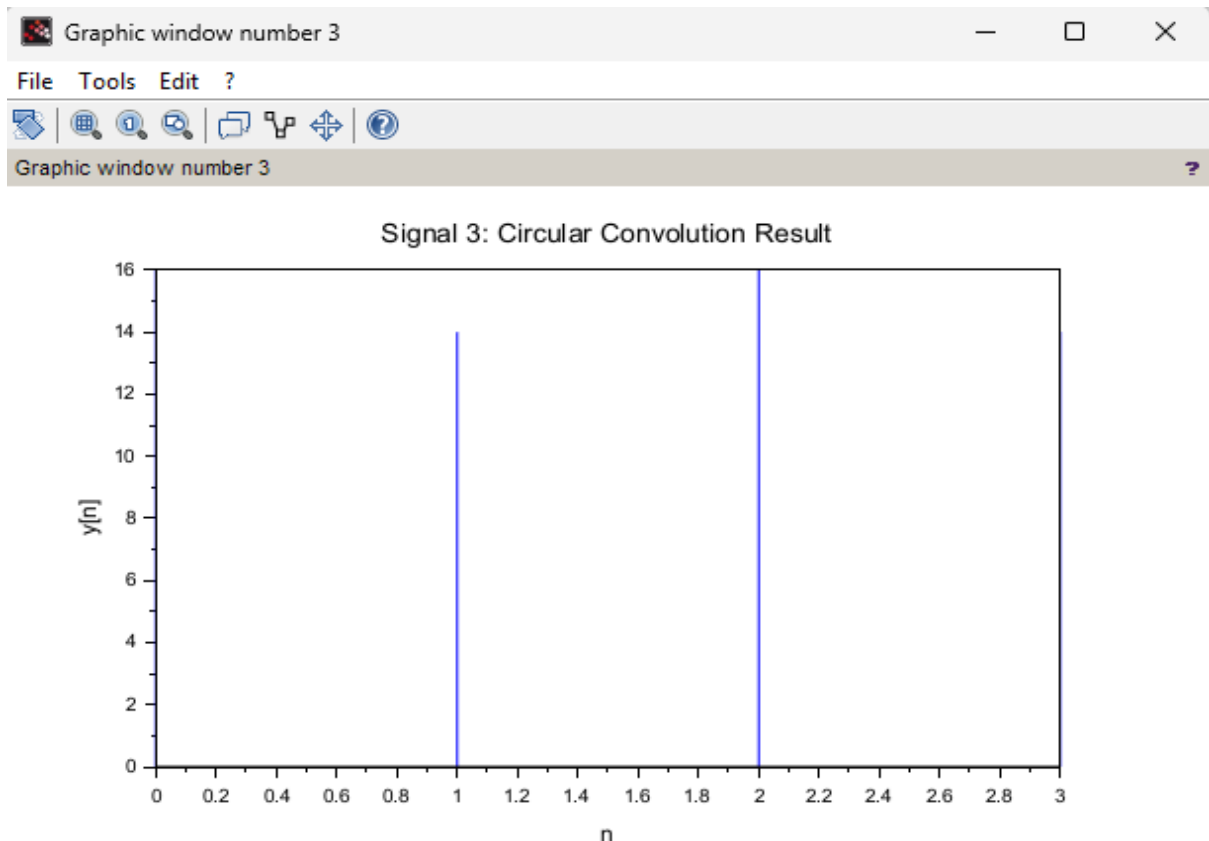 Graphic window number 3
File Tools Edit ?
Graphic window number 3 ?
Signal 3: Circular Convolution Result
16
14
12
10
8
6
4
2
0
y[n]
0 0.2 0.4 0.6 0.8 1 1.2 1.4 1.6 1.8 2 2.2 2.4 2.6 2.8 3
n